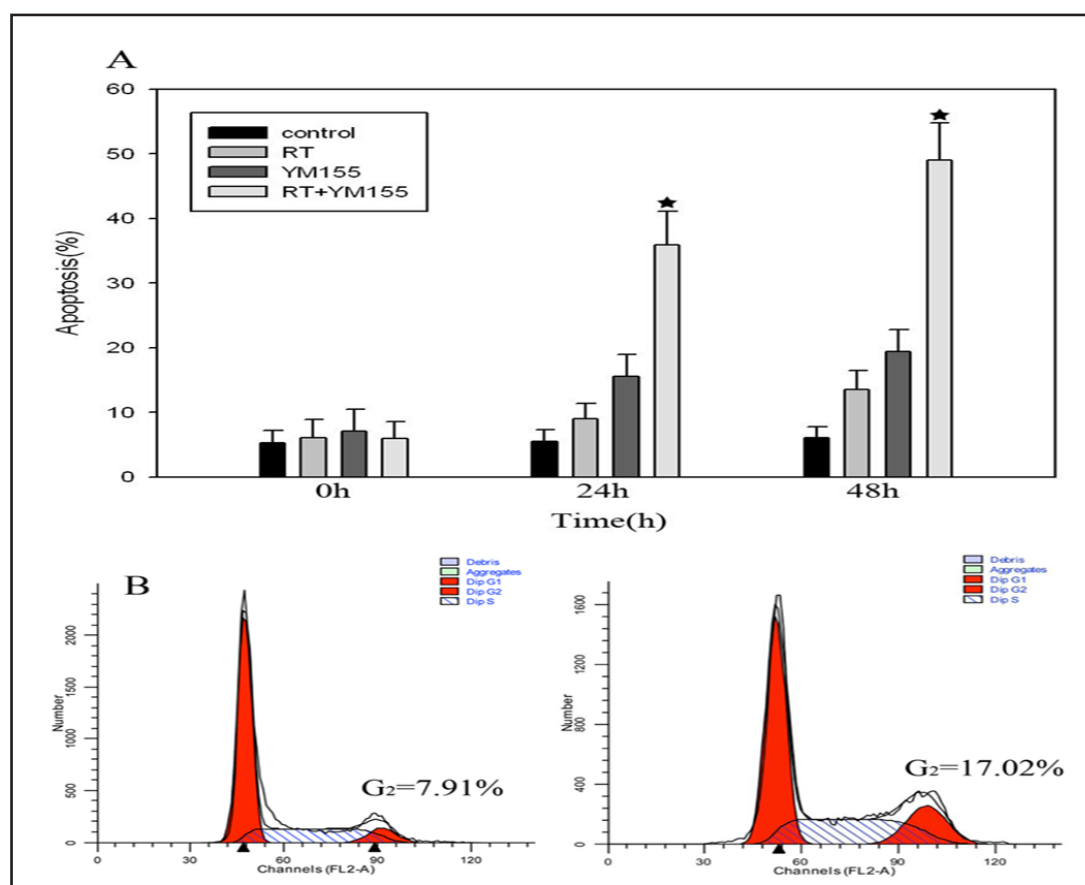 A
60
50
40
30
20
10
0
Apoptosis(%)
control
RT
YM155
RT+YM155
★
★
0h 24h 48h
Time(h)
B
Debris
Aggregates
Dip G1
Dip G2
Dip S
2000
1500
1000
500
0
Number
G₂=7.91%
0 30 60 90 120
Channels (FL2-A)
Debris
Aggregates
Dip G1
Dip G2
Dip S
1600
1200
800
400
0
Number
G₂=17.02%
0 30 60 90 120
Channels (FL2-A)